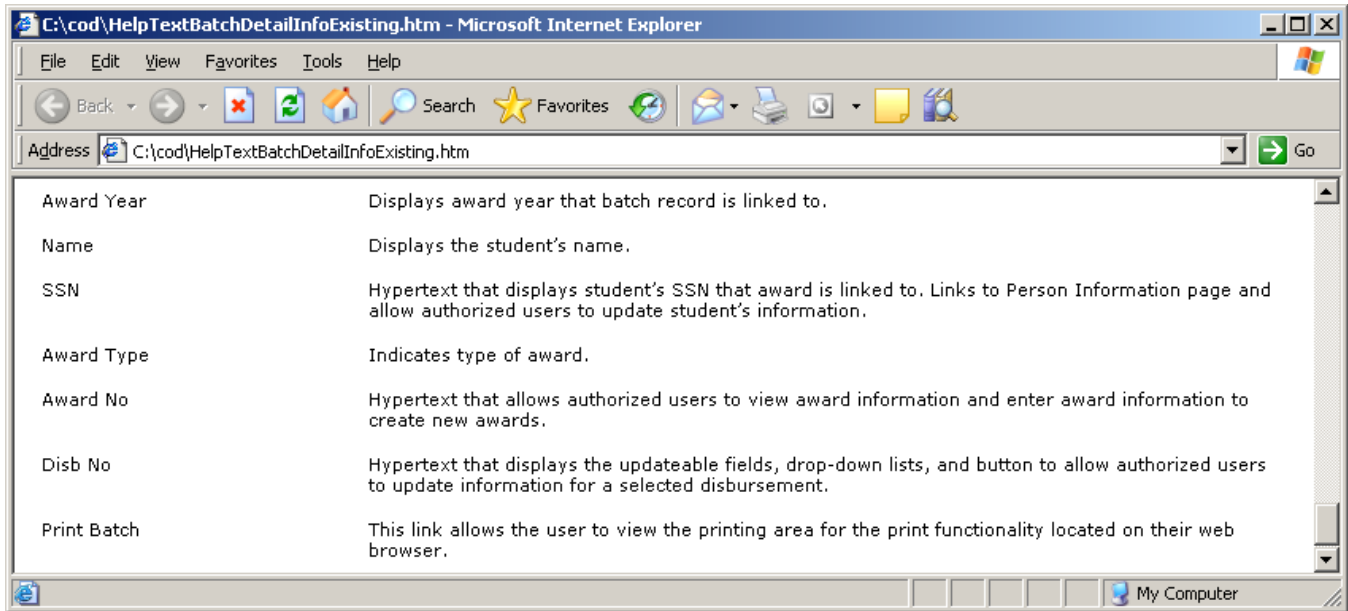 C:\cod\HelpTextBatchDetailInfoExisting.htm - Microsoft Internet Explorer
File Edit View Favorites Tools Help
Back Search Favorites
Address C:\cod\HelpTextBatchDetailInfoExisting.htm Go
Award Year Displays award year that batch record is linked to.
Name Displays the student's name.
SSN Hypertext that displays student's SSN that award is linked to. Links to Person Information page and
allow authorized users to update student's information.
Award Type Indicates type of award.
Award No Hypertext that allows authorized users to view award information and enter award information to
create new awards.
Disb No Hypertext that displays the updateable fields, drop-down lists, and button to allow authorized users
to update information for a selected disbursement.
Print Batch This link allows the user to view the printing area for the print functionality located on their web
browser.
My Computer